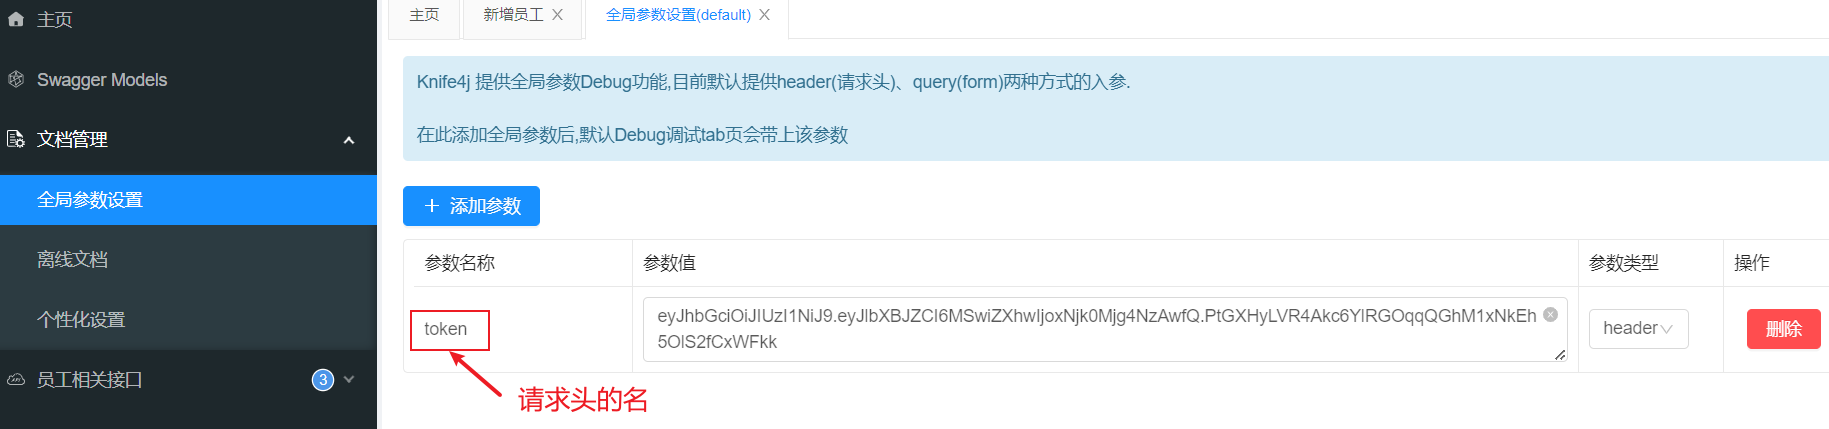 主页
Swagger Models
文档管理
全局参数设置
离线文档
个性化设置
员工相关接口 3
主页 新增员工 全局参数设置(default)
Knife4j 提供全局参数Debug功能,目前默认提供header(请求头)、query(form)两种方式的入参.
在此添加全局参数后,默认Debug调试tab页会带上该参数
添加参数
参数名称 参数值 参数类型 操作
token eyJhbGciOiJIUzI1NiJ9.eyJlbXBJZCI6MSwiZXhwIjoxNjk0Mjg4NzAwfQ.PtGXHyLVR4Akc6YlRGOqqQGhM1xNkEh header 删除
5OlS2fCxWFkk
请求头的名